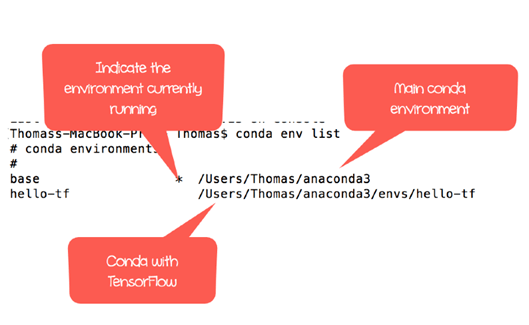 Indicate the
environment currently
running
Main conda
environment
Thomass-MacBook-Pr Thomas$ conda env list
# conda environment
#
base * /Users/Thomas/anaconda3
hello-tf /Users/Thomas/anaconda3/envs/hello-tf
Conda with
TensorFlow